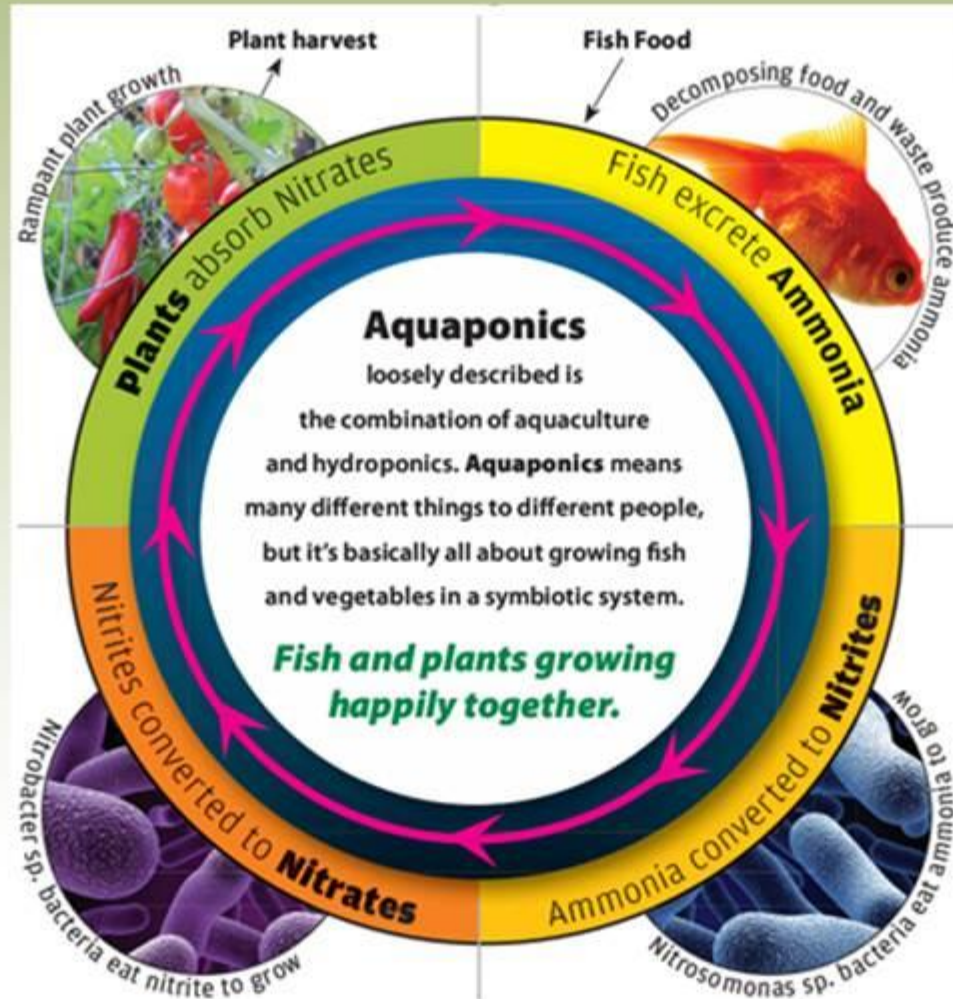 Plant harvest
Fish Food
Rampant plant growth
Decomposing food and waste produce ammonia
Plants absorb Nitrates
Fish excrete Ammonia
Aquaponics
loosely described is
the combination of aquaculture
and hydroponics. Aquaponics means
many different things to different people,
but it's basically all about growing fish
and vegetables in a symbiotic system.
Fish and plants growing
happily together.
Nitrites converted to Nitrates
Ammonia converted to Nitrites
Nitrobacter sp. bacteria eat nitrite to grow
Nitrosomonas sp. bacteria eat ammonia to grow